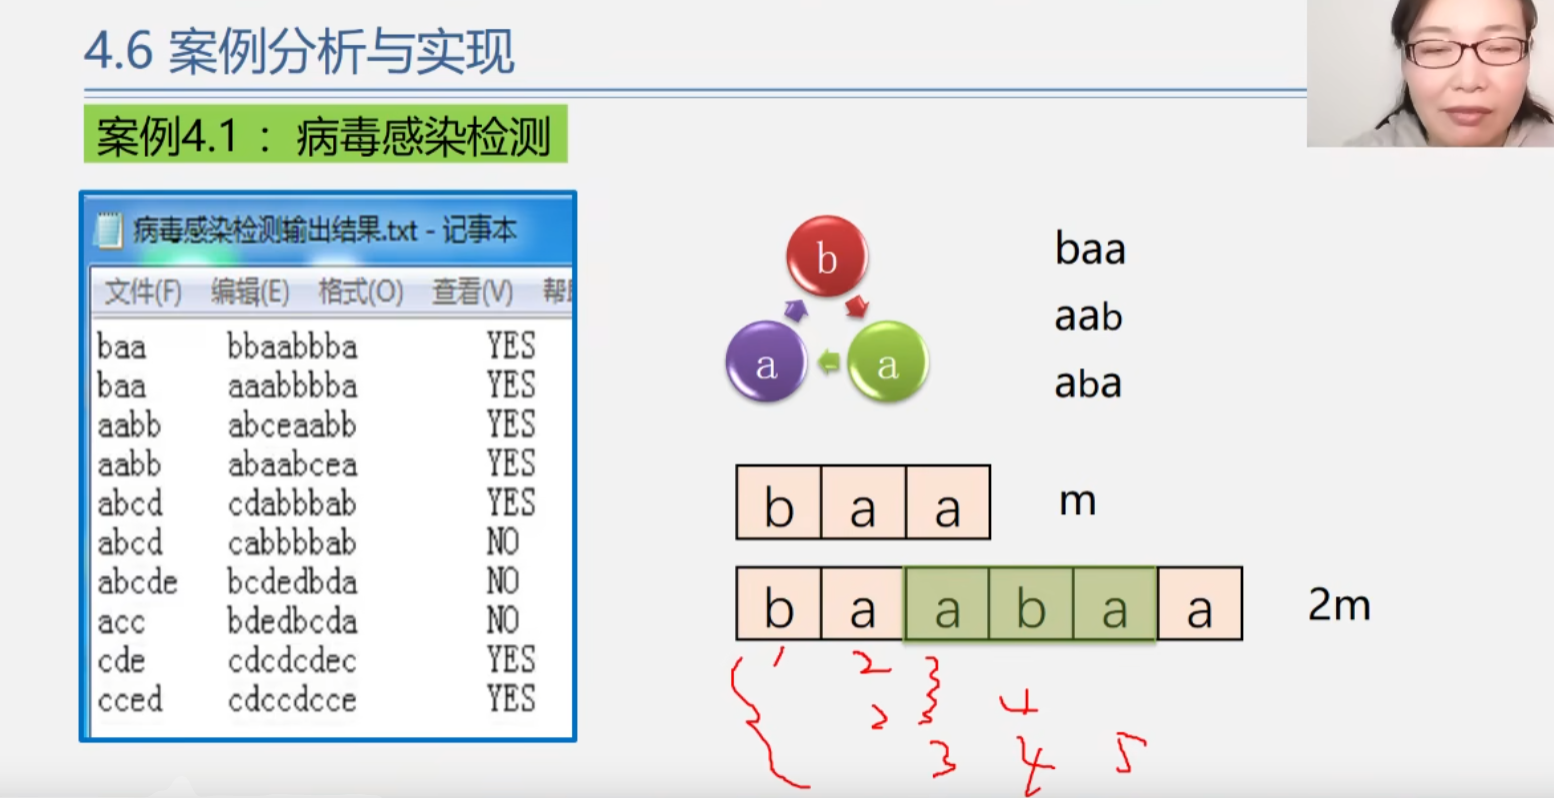 4.6 案例分析与实现
案例4.1 ：病毒感染检测
病毒感染检测输出结果.txt - 记事本
文件(F) 编辑(E) 格式(O) 查看(V)
baa bbaabbba YES
baa aaabbbba YES
aabb abceaabb YES
aabb abaabcea YES
abcd cdabbbab YES
abcd cabbbbab NO
abcde bcdedbda NO
acc bdedbcda NO
cde cdcdcdec YES
cced cdccdcce YES
b
a a
baa
aab
aba
b a a m
b a a b a a 2m
1 2 3
2 3 4
3 4 5